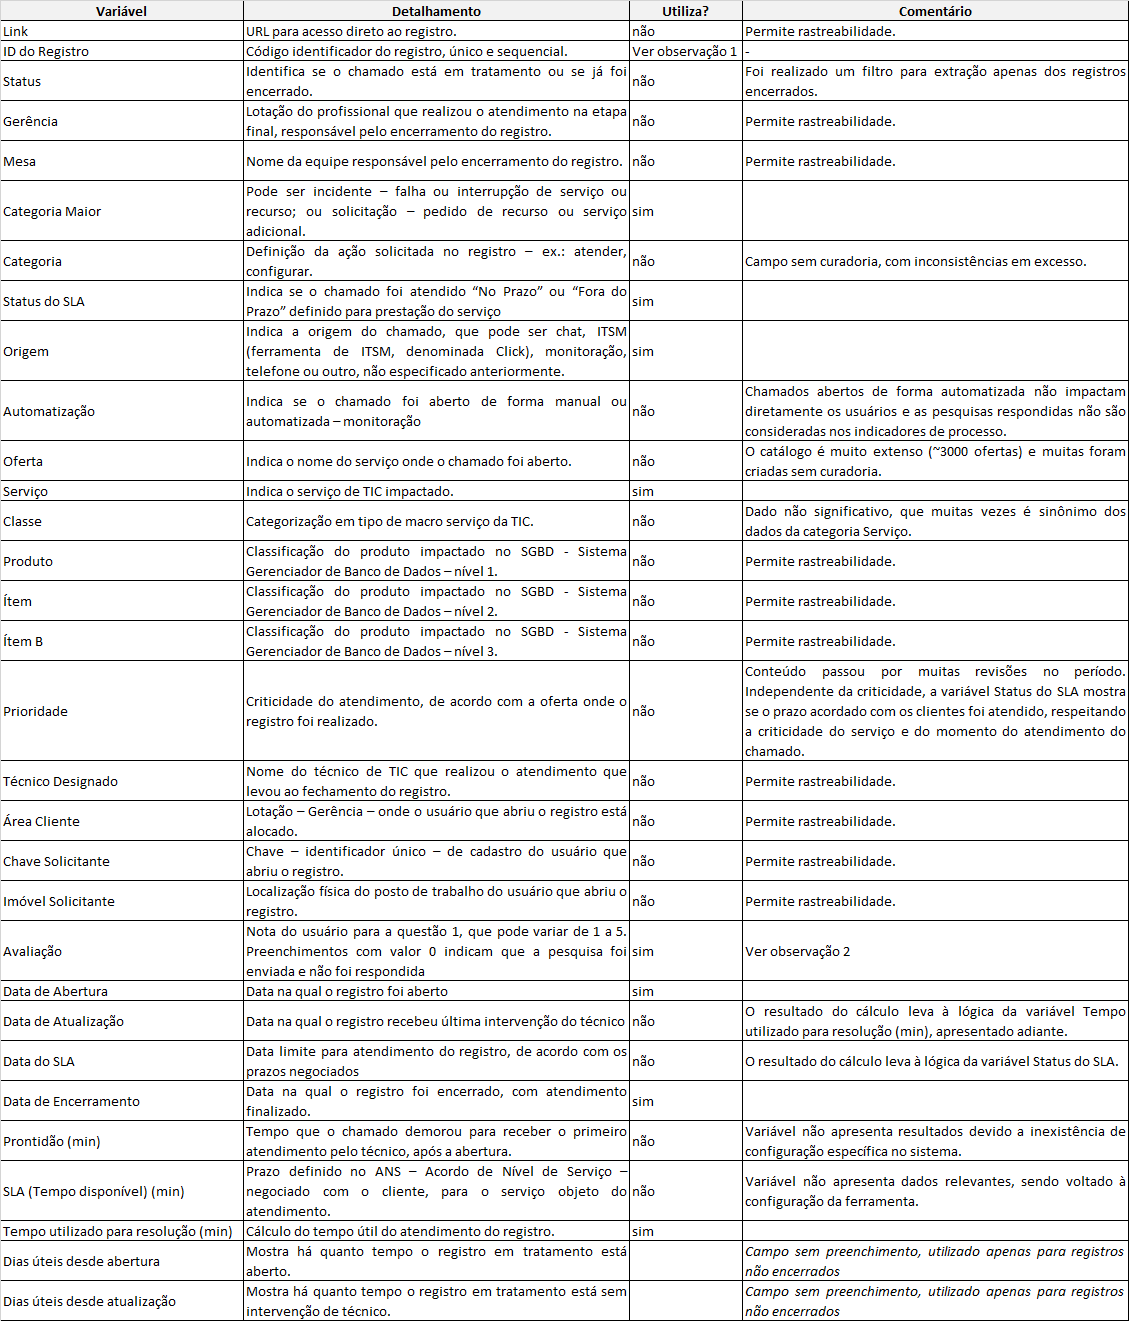 Variável Detalhamento Utiliza? Comentário
Link URL para acesso direto ao registro. não Permite rastreabilidade.
ID do Registro Código identificador do registro, único e sequencial. Ver observação 1 -
Status Identifica se o chamado está em tratamento ou se já foi
encerrado. não Foi realizado um filtro para extração apenas dos registros
encerrados.
Gerência Lotação do profissional que realizou o atendimento na etapa
final, responsável pelo encerramento do registro. não Permite rastreabilidade.
Mesa Nome da equipe responsável pelo encerramento do registro. não Permite rastreabilidade.
Categoria Maior Pode ser incidente – falha ou interrupção de serviço ou
recurso; ou solicitação – pedido de recurso ou serviço
adicional. sim
Categoria Definição da ação solicitada no registro – ex.: atender,
configurar. não Campo sem curadoria, com inconsistências em excesso.
Status do SLA Indica se o chamado foi atendido “No Prazo” ou “Fora do
Prazo” definido para prestação do serviço sim
Origem Indica a origem do chamado, que pode ser chat, ITSM
(ferramenta de ITSM, denominada Click), monitoração,
telefone ou outro, não especificado anteriormente. sim
Automatização Indica se o chamado foi aberto de forma manual ou
automatizada – monitoração não Chamados abertos de forma automatizada não impactam
diretamente os usuários e as pesquisas respondidas não são
consideradas nos indicadores de processo.
Oferta Indica o nome do serviço onde o chamado foi aberto. não O catálogo é muito extenso (~3000 ofertas) e muitas foram
criadas sem curadoria.
Serviço Indica o serviço de TIC impactado. sim
Classe Categorização em tipo de macro serviço da TIC. não Dado não significativo, que muitas vezes é sinônimo dos
dados da categoria Serviço.
Produto Classificação do produto impactado no SGBD - Sistema
Gerenciador de Banco de Dados – nível 1. não Permite rastreabilidade.
Ítem Classificação do produto impactado no SGBD - Sistema
Gerenciador de Banco de Dados – nível 2. não Permite rastreabilidade.
Ítem B Classificação do produto impactado no SGBD - Sistema
Gerenciador de Banco de Dados – nível 3. não Permite rastreabilidade.
Prioridade Criticidade do atendimento, de acordo com a oferta onde o
registro foi realizado. não Conteúdo passou por muitas revisões no período.
Independente da criticidade, a variável Status do SLA mostra
se o prazo acordado com os clientes foi atendido, respeitando
a criticidade do serviço e do momento do atendimento do
chamado.
Técnico Designado Nome do técnico de TIC que realizou o atendimento que
levou ao fechamento do registro. não Permite rastreabilidade.
Área Cliente Lotação – Gerência – onde o usuário que abriu o registro está
alocado. não Permite rastreabilidade.
Chave Solicitante Chave – identificador único – de cadastro do usuário que
abriu o registro. não Permite rastreabilidade.
Imóvel Solicitante Localização física do posto de trabalho do usuário que abriu o
registro. não Permite rastreabilidade.
Avaliação Nota do usuário para a questão 1, que pode variar de 1 a 5.
Preenchimentos com valor 0 indicam que a pesquisa foi
enviada e não foi respondida sim Ver observação 2
Data de Abertura Data na qual o registro foi aberto sim
Data de Atualização Data na qual o registro recebeu última intervenção do técnico não O resultado do cálculo leva à lógica da variável Tempo
utilizado para resolução (min), apresentado adiante.
Data do SLA Data limite para atendimento do registro, de acordo com os
prazos negociados não O resultado do cálculo leva à lógica da variável Status do SLA.
Data de Encerramento Data na qual o registro foi encerrado, com atendimento
finalizado. sim
Prontidão (min) Tempo que o chamado demorou para receber o primeiro
atendimento pelo técnico, após a abertura. não Variável não apresenta resultados devido a inexistência de
configuração específica no sistema.
SLA (Tempo disponível) (min) Prazo definido no ANS – Acordo de Nível de Serviço –
negociado com o cliente, para o serviço objeto do
atendimento. não Variável não apresenta dados relevantes, sendo voltado à
configuração da ferramenta.
Tempo utilizado para resolução (min) Cálculo do tempo útil do atendimento do registro. sim
Dias úteis desde abertura Mostra há quanto tempo o registro em tratamento está
aberto. Campo sem preenchimento, utilizado apenas para registros
não encerrados
Dias úteis desde atualização Mostra há quanto tempo o registro em tratamento está sem
intervenção de técnico. Campo sem preenchimento, utilizado apenas para registros
não encerrados